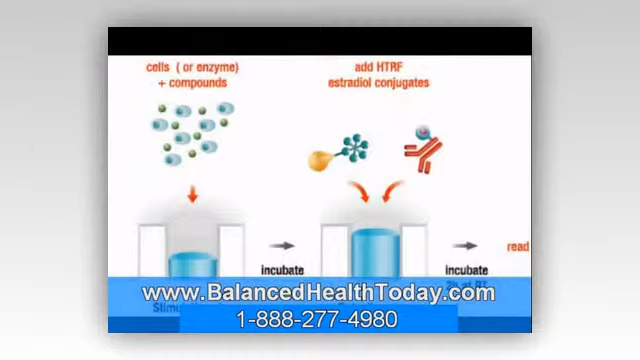 cells ( or enzyme)
+ compounds
add HTRF
estradiol conjugates
read
incubate
incubate
www.BalancedHealthToday.com
1-888-277-4980